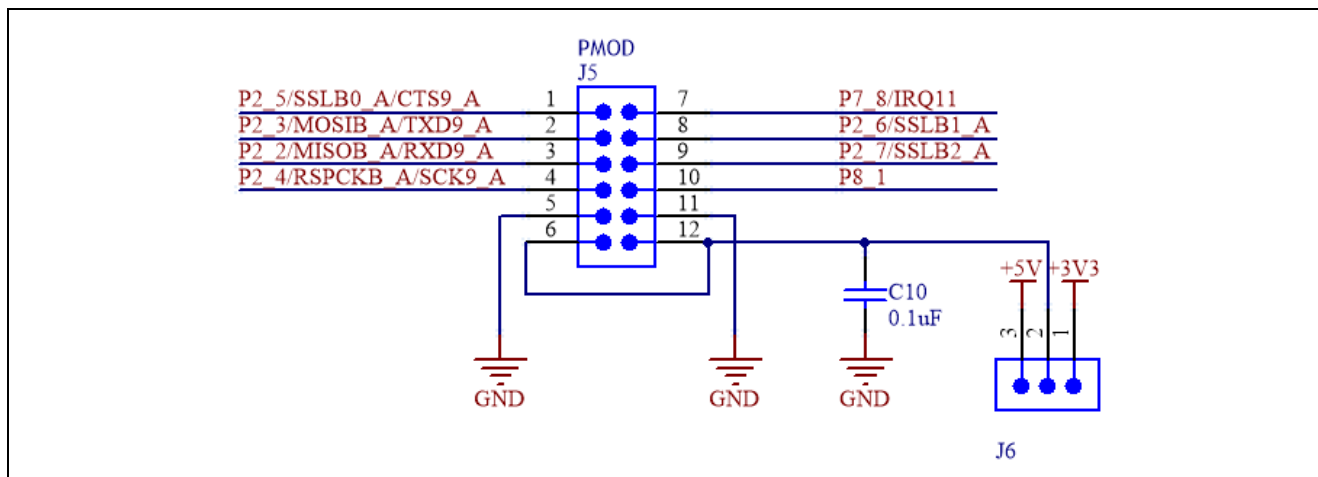 PMOD
J5
P2_5/SSLB0_A/CTS9_A 1 7 P7_8/IRQ11
P2_3/MOSIB_A/TXD9_A 2 8 P2_6/SSLB1_A
P2_2/MISOB_A/RXD9_A 3 9 P2_7/SSLB2_A
P2_4/RSPCKB_A/SCK9_A 4 10 P8_1
5 11
6 12
+5V +3V3
C10
0.1uF
3 2 1
GND GND GND
J6